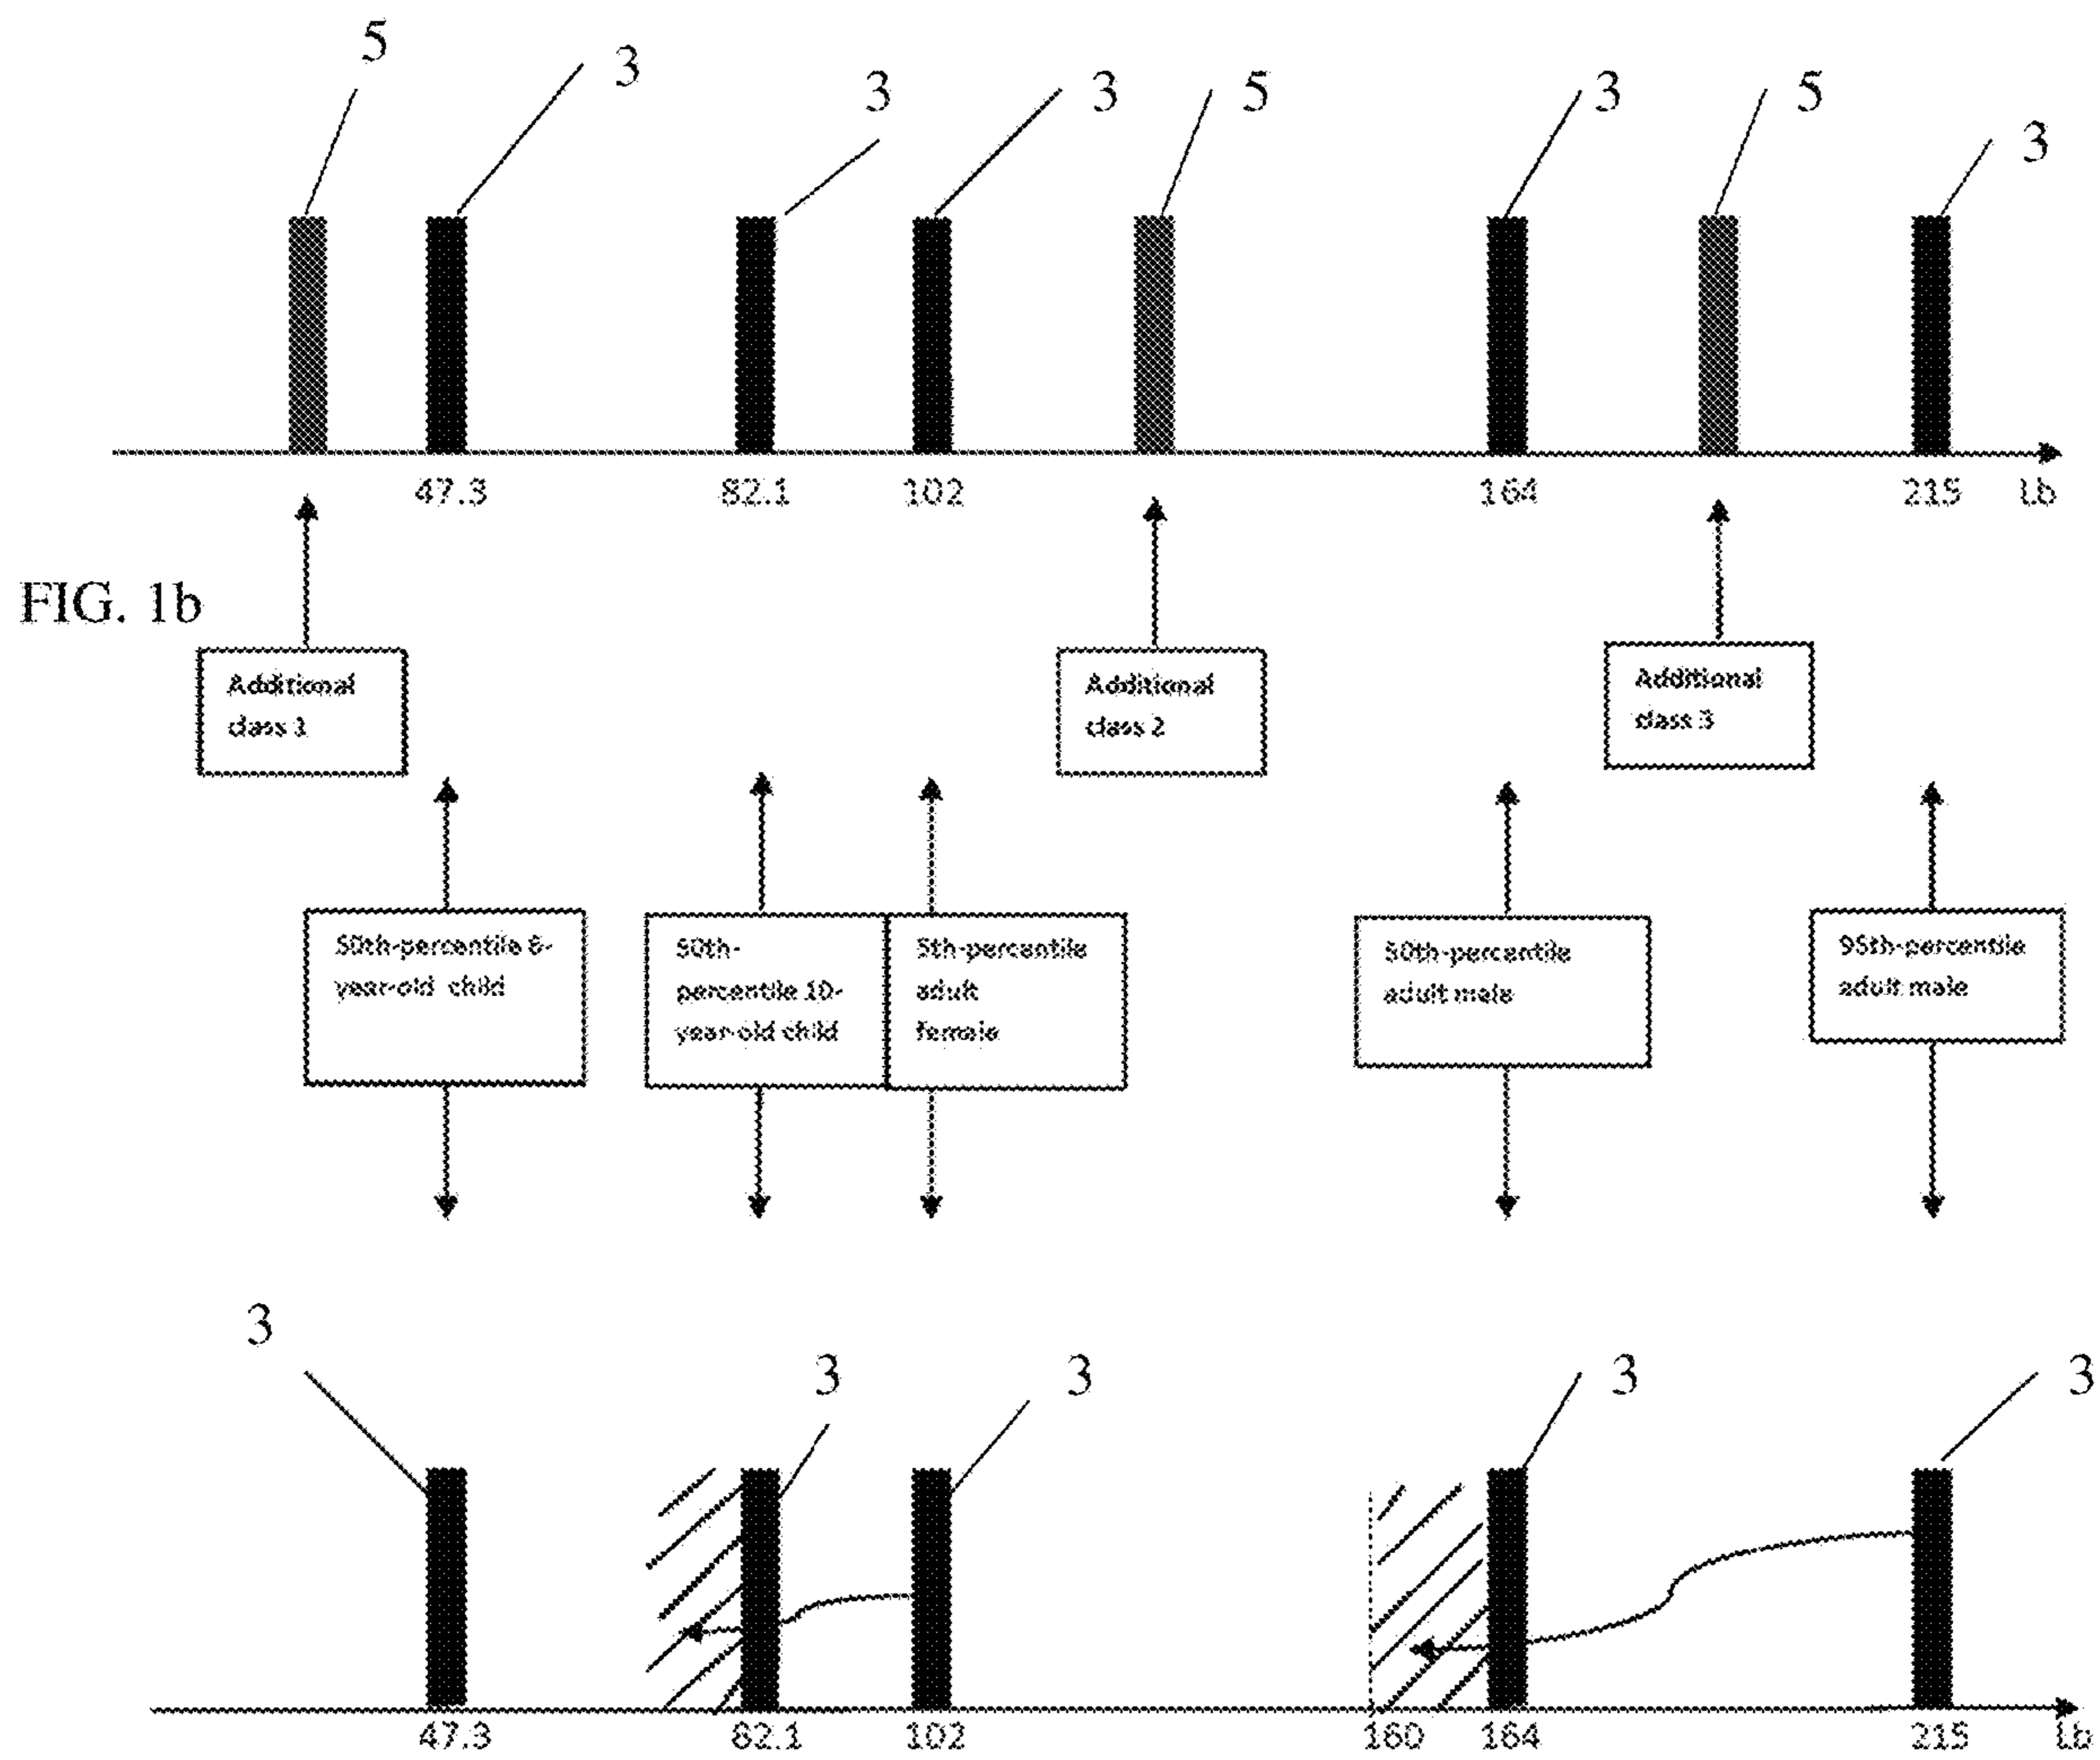 5
3
3
3
5
3
5
3
47.3
82.1
102
164
215
Lb
FIG. 1b
Additional
class 1
Additional
class 2
Additional
class 3
50th-percentile 6-
year-old child
50th-
percentile 10-
year-old child
5th-percentile
adult
female
50th-percentile
adult male
95th-percentile
adult male
3
3
3
3
3
47.3
82.1
102
160
164
215
Lb